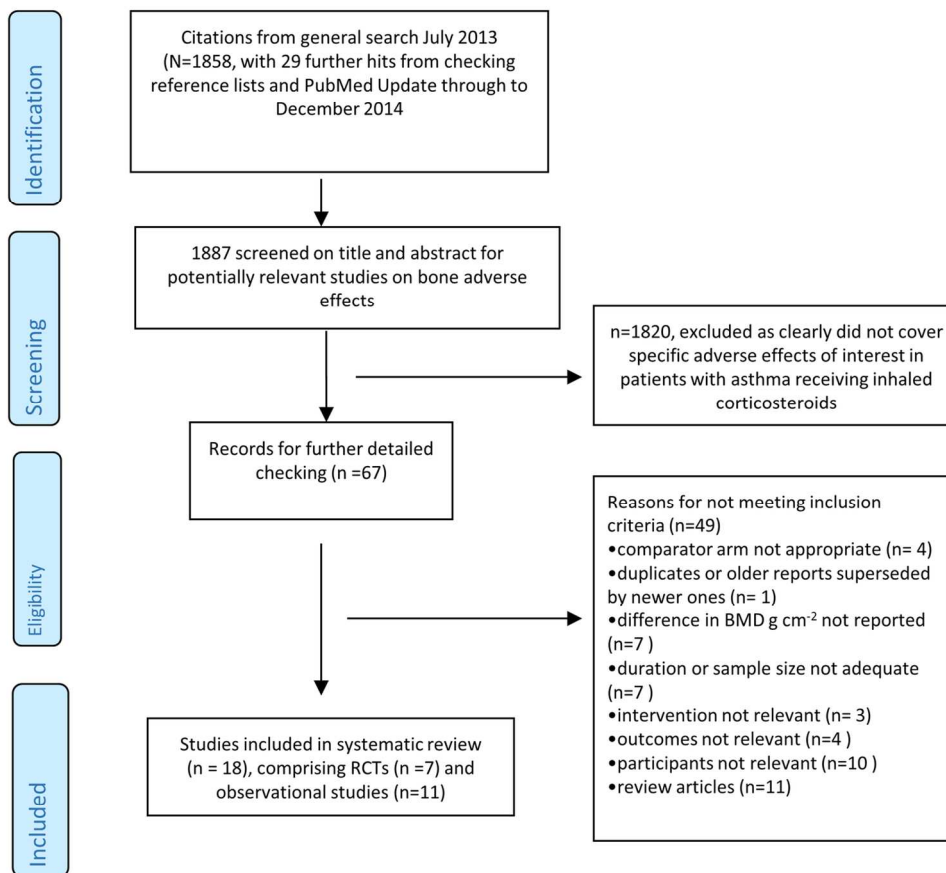 Identification
Citations from general search July 2013
(N=1858, with 29 further hits from checking
reference lists and PubMed Update through to
December 2014
Screening
1887 screened on title and abstract for
potentially relevant studies on bone adverse
effects
n=1820, excluded as clearly did not cover
specific adverse effects of interest in
patients with asthma receiving inhaled
corticosteroids
Eligibility
Records for further detailed
checking (n =67)
Reasons for not meeting inclusion
criteria (n=49)
•comparator arm not appropriate (n= 4)
•duplicates or older reports superseded
by newer ones (n= 1)
•difference in BMD g cm⁻² not reported
(n=7 )
•duration or sample size not adequate
(n=7 )
•intervention not relevant (n= 3)
•outcomes not relevant (n=4 )
•participants not relevant (n=10 )
•review articles (n=11)
Included
Studies included in systematic review
(n = 18), comprising RCTs (n =7) and
observational studies (n=11)